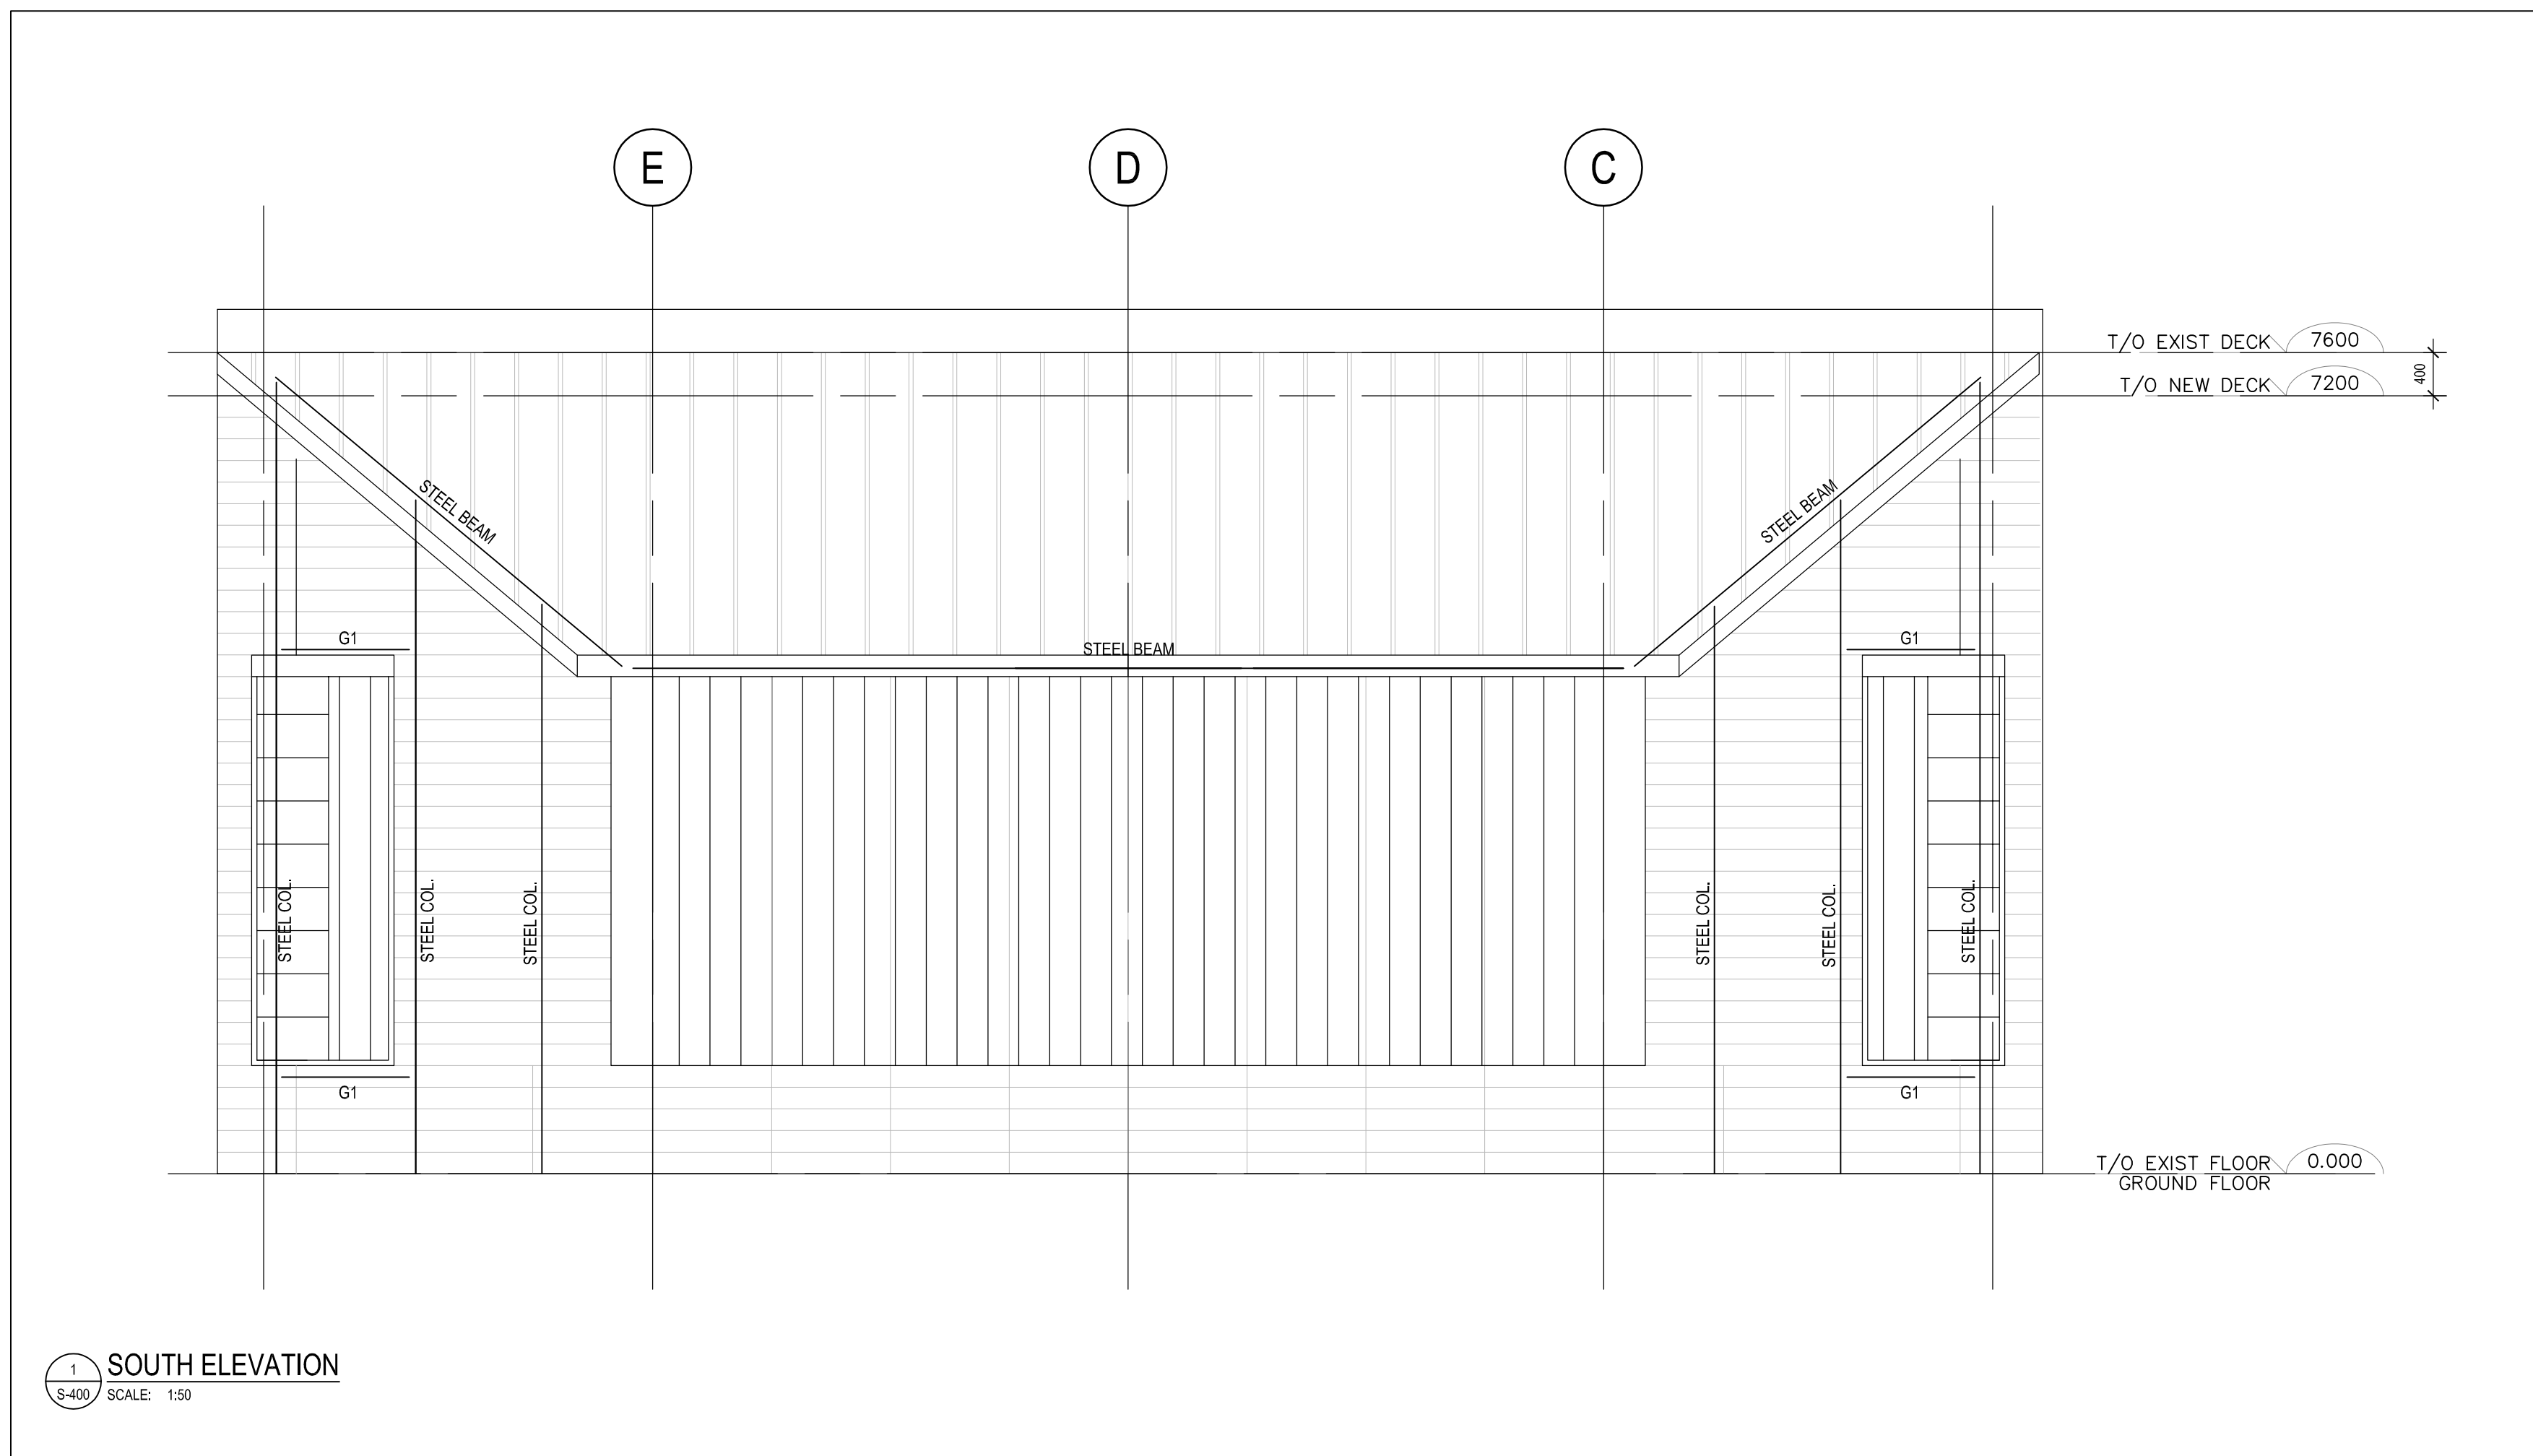 E
D
C
T/O EXIST DECK 7600
T/O NEW DECK 7200
400
STEEL BEAM
STEEL BEAM
STEEL BEAM
G1
G1
STEEL COL.
STEEL COL.
STEEL COL.
STEEL COL.
STEEL COL.
STEEL COL.
G1
G1
T/O EXIST FLOOR 0.000
GROUND FLOOR
1
S-400
SOUTH ELEVATION
SCALE: 1:50